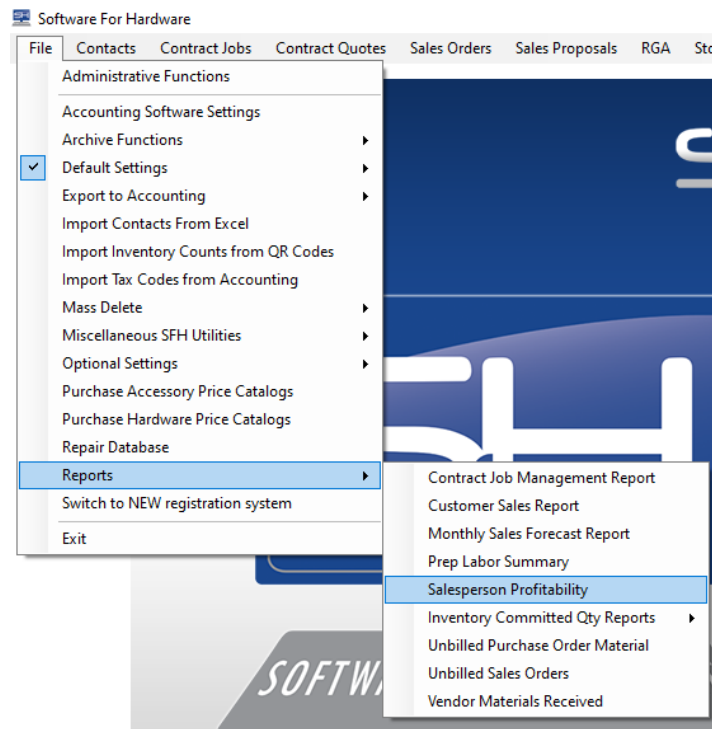 Software For Hardware
File Contacts Contract Jobs Contract Quotes Sales Orders Sales Proposals RGA
Administrative Functions
Accounting Software Settings
Archive Functions
Default Settings
Export to Accounting
Import Contacts From Excel
Import Inventory Counts from QR Codes
Import Tax Codes from Accounting
Mass Delete
Miscellaneous SFH Utilities
Optional Settings
Purchase Accessory Price Catalogs
Purchase Hardware Price Catalogs
Repair Database
Reports
Switch to NEW registration system
Exit
Contract Job Management Report
Customer Sales Report
Monthly Sales Forecast Report
Prep Labor Summary
Salesperson Profitability
Inventory Committed Qty Reports
Unbilled Purchase Order Material
Unbilled Sales Orders
Vendor Materials Received